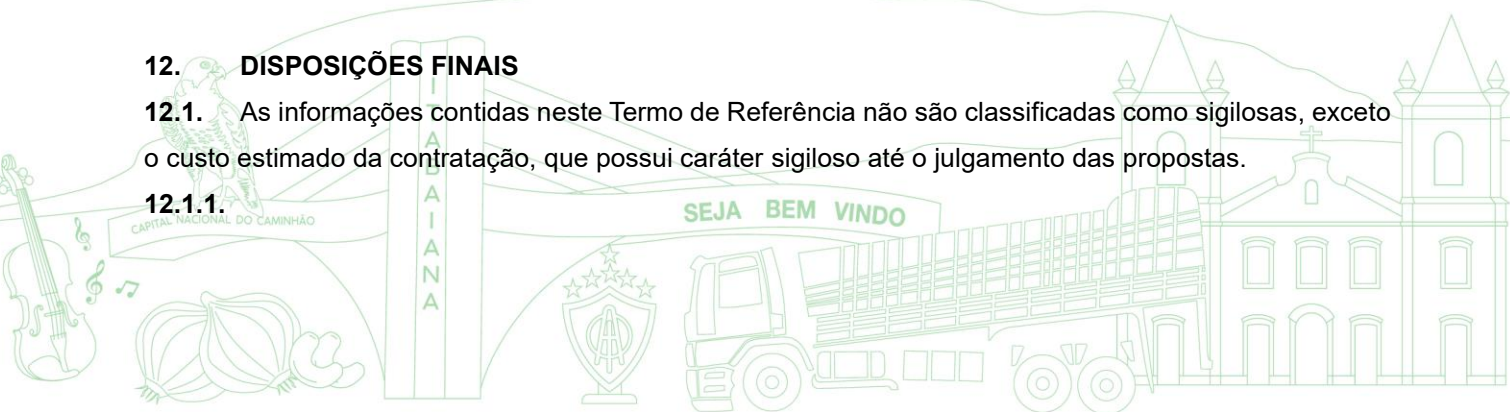 12. DISPOSIÇÕES FINAIS
12.1. As informações contidas neste Termo de Referência não são classificadas como sigilosas, exceto
o custo estimado da contratação, que possui caráter sigiloso até o julgamento das propostas.
12.1.1.
CAPITAL NACIONAL DO CAMINHÃO
ITABAIANA
SEJA BEM VINDO